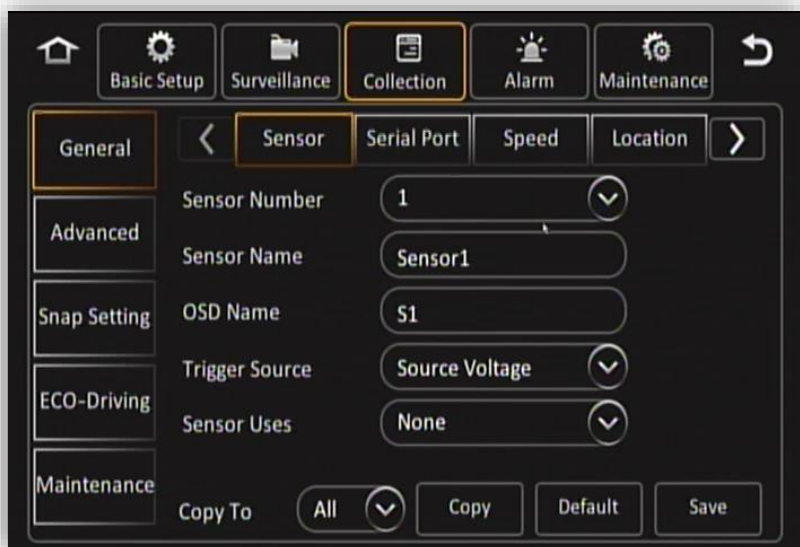 Basic Setup Surveillance Collection Alarm Maintenance
General Sensor Serial Port Speed Location
Sensor Number 1
Advanced
Sensor Name Sensor1
Snap Setting OSD Name S1
Trigger Source Source Voltage
ECO-Driving
Sensor Uses None
Maintenance
Copy To All Copy Default Save